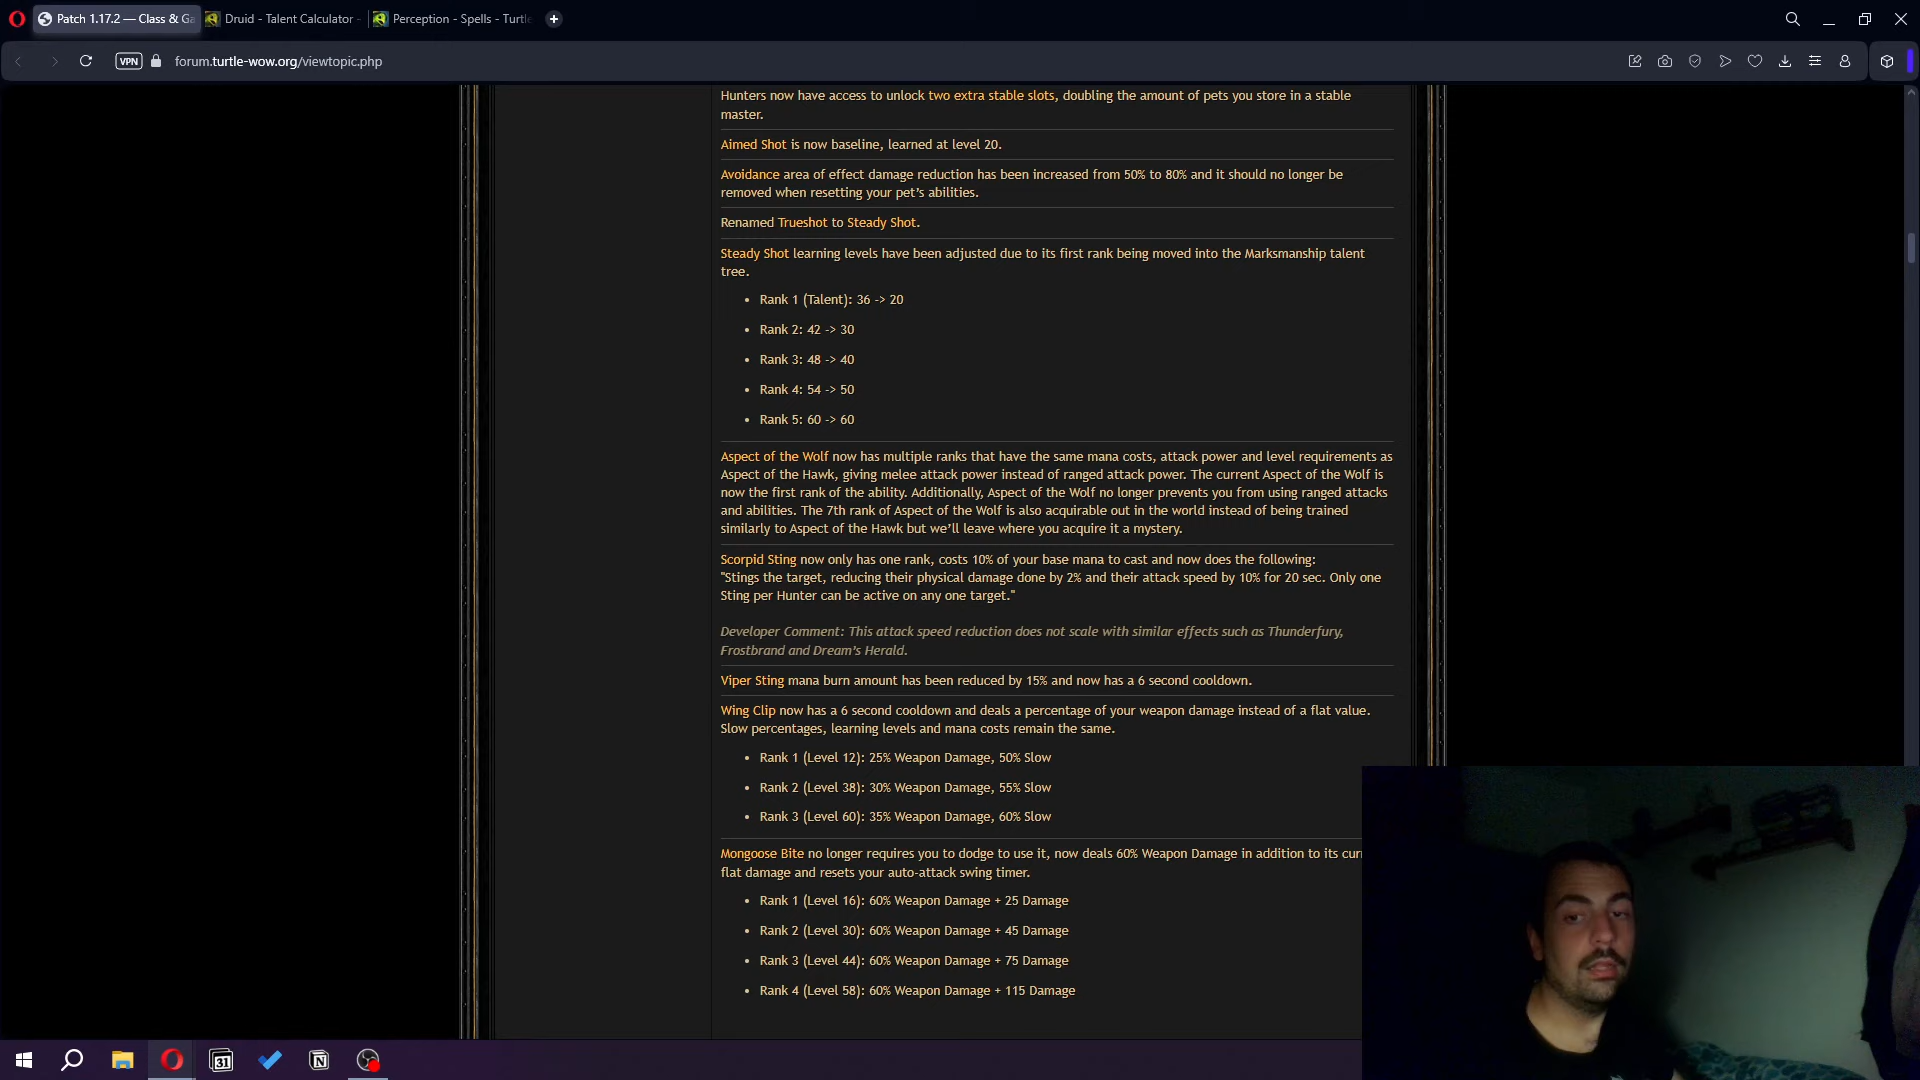 Patch 1.17.2 — Class & Ga
Druid - Talent Calculator -
Perception - Spells - Turtle
VPN
forum.turtle-wow.org/viewtopic.php
Hunters now have access to unlock two extra stable slots, doubling the amount of pets you store in a stable
master.
Aimed Shot is now baseline, learned at level 20.
Avoidance area of effect damage reduction has been increased from 50% to 80% and it should no longer be
removed when resetting your pet’s abilities.
Renamed Trueshot to Steady Shot.
Steady Shot learning levels have been adjusted due to its first rank being moved into the Marksmanship talent
tree.
• Rank 1 (Talent): 36 -> 20
• Rank 2: 42 -> 30
• Rank 3: 48 -> 40
• Rank 4: 54 -> 50
• Rank 5: 60 -> 60
Aspect of the Wolf now has multiple ranks that have the same mana costs, attack power and level requirements as
Aspect of the Hawk, giving melee attack power instead of ranged attack power. The current Aspect of the Wolf is
now the first rank of the ability. Additionally, Aspect of the Wolf no longer prevents you from using ranged attacks
and abilities. The 7th rank of Aspect of the Wolf is also acquirable out in the world instead of being trained
similarly to Aspect of the Hawk but we’ll leave where you acquire it a mystery.
Scorpid Sting now only has one rank, costs 10% of your base mana to cast and now does the following:
"Stings the target, reducing their physical damage done by 2% and their attack speed by 10% for 20 sec. Only one
Sting per Hunter can be active on any one target."
Developer Comment: This attack speed reduction does not scale with similar effects such as Thunderfury,
Frostbrand and Dream’s Herald.
Viper Sting mana burn amount has been reduced by 15% and now has a 6 second cooldown.
Wing Clip now has a 6 second cooldown and deals a percentage of your weapon damage instead of a flat value.
Slow percentages, learning levels and mana costs remain the same.
• Rank 1 (Level 12): 25% Weapon Damage, 50% Slow
• Rank 2 (Level 38): 30% Weapon Damage, 55% Slow
• Rank 3 (Level 60): 35% Weapon Damage, 60% Slow
Mongoose Bite no longer requires you to dodge to use it, now deals 60% Weapon Damage in addition to its cur
flat damage and resets your auto-attack swing timer.
• Rank 1 (Level 16): 60% Weapon Damage + 25 Damage
• Rank 2 (Level 30): 60% Weapon Damage + 45 Damage
• Rank 3 (Level 44): 60% Weapon Damage + 75 Damage
• Rank 4 (Level 58): 60% Weapon Damage + 115 Damage
31